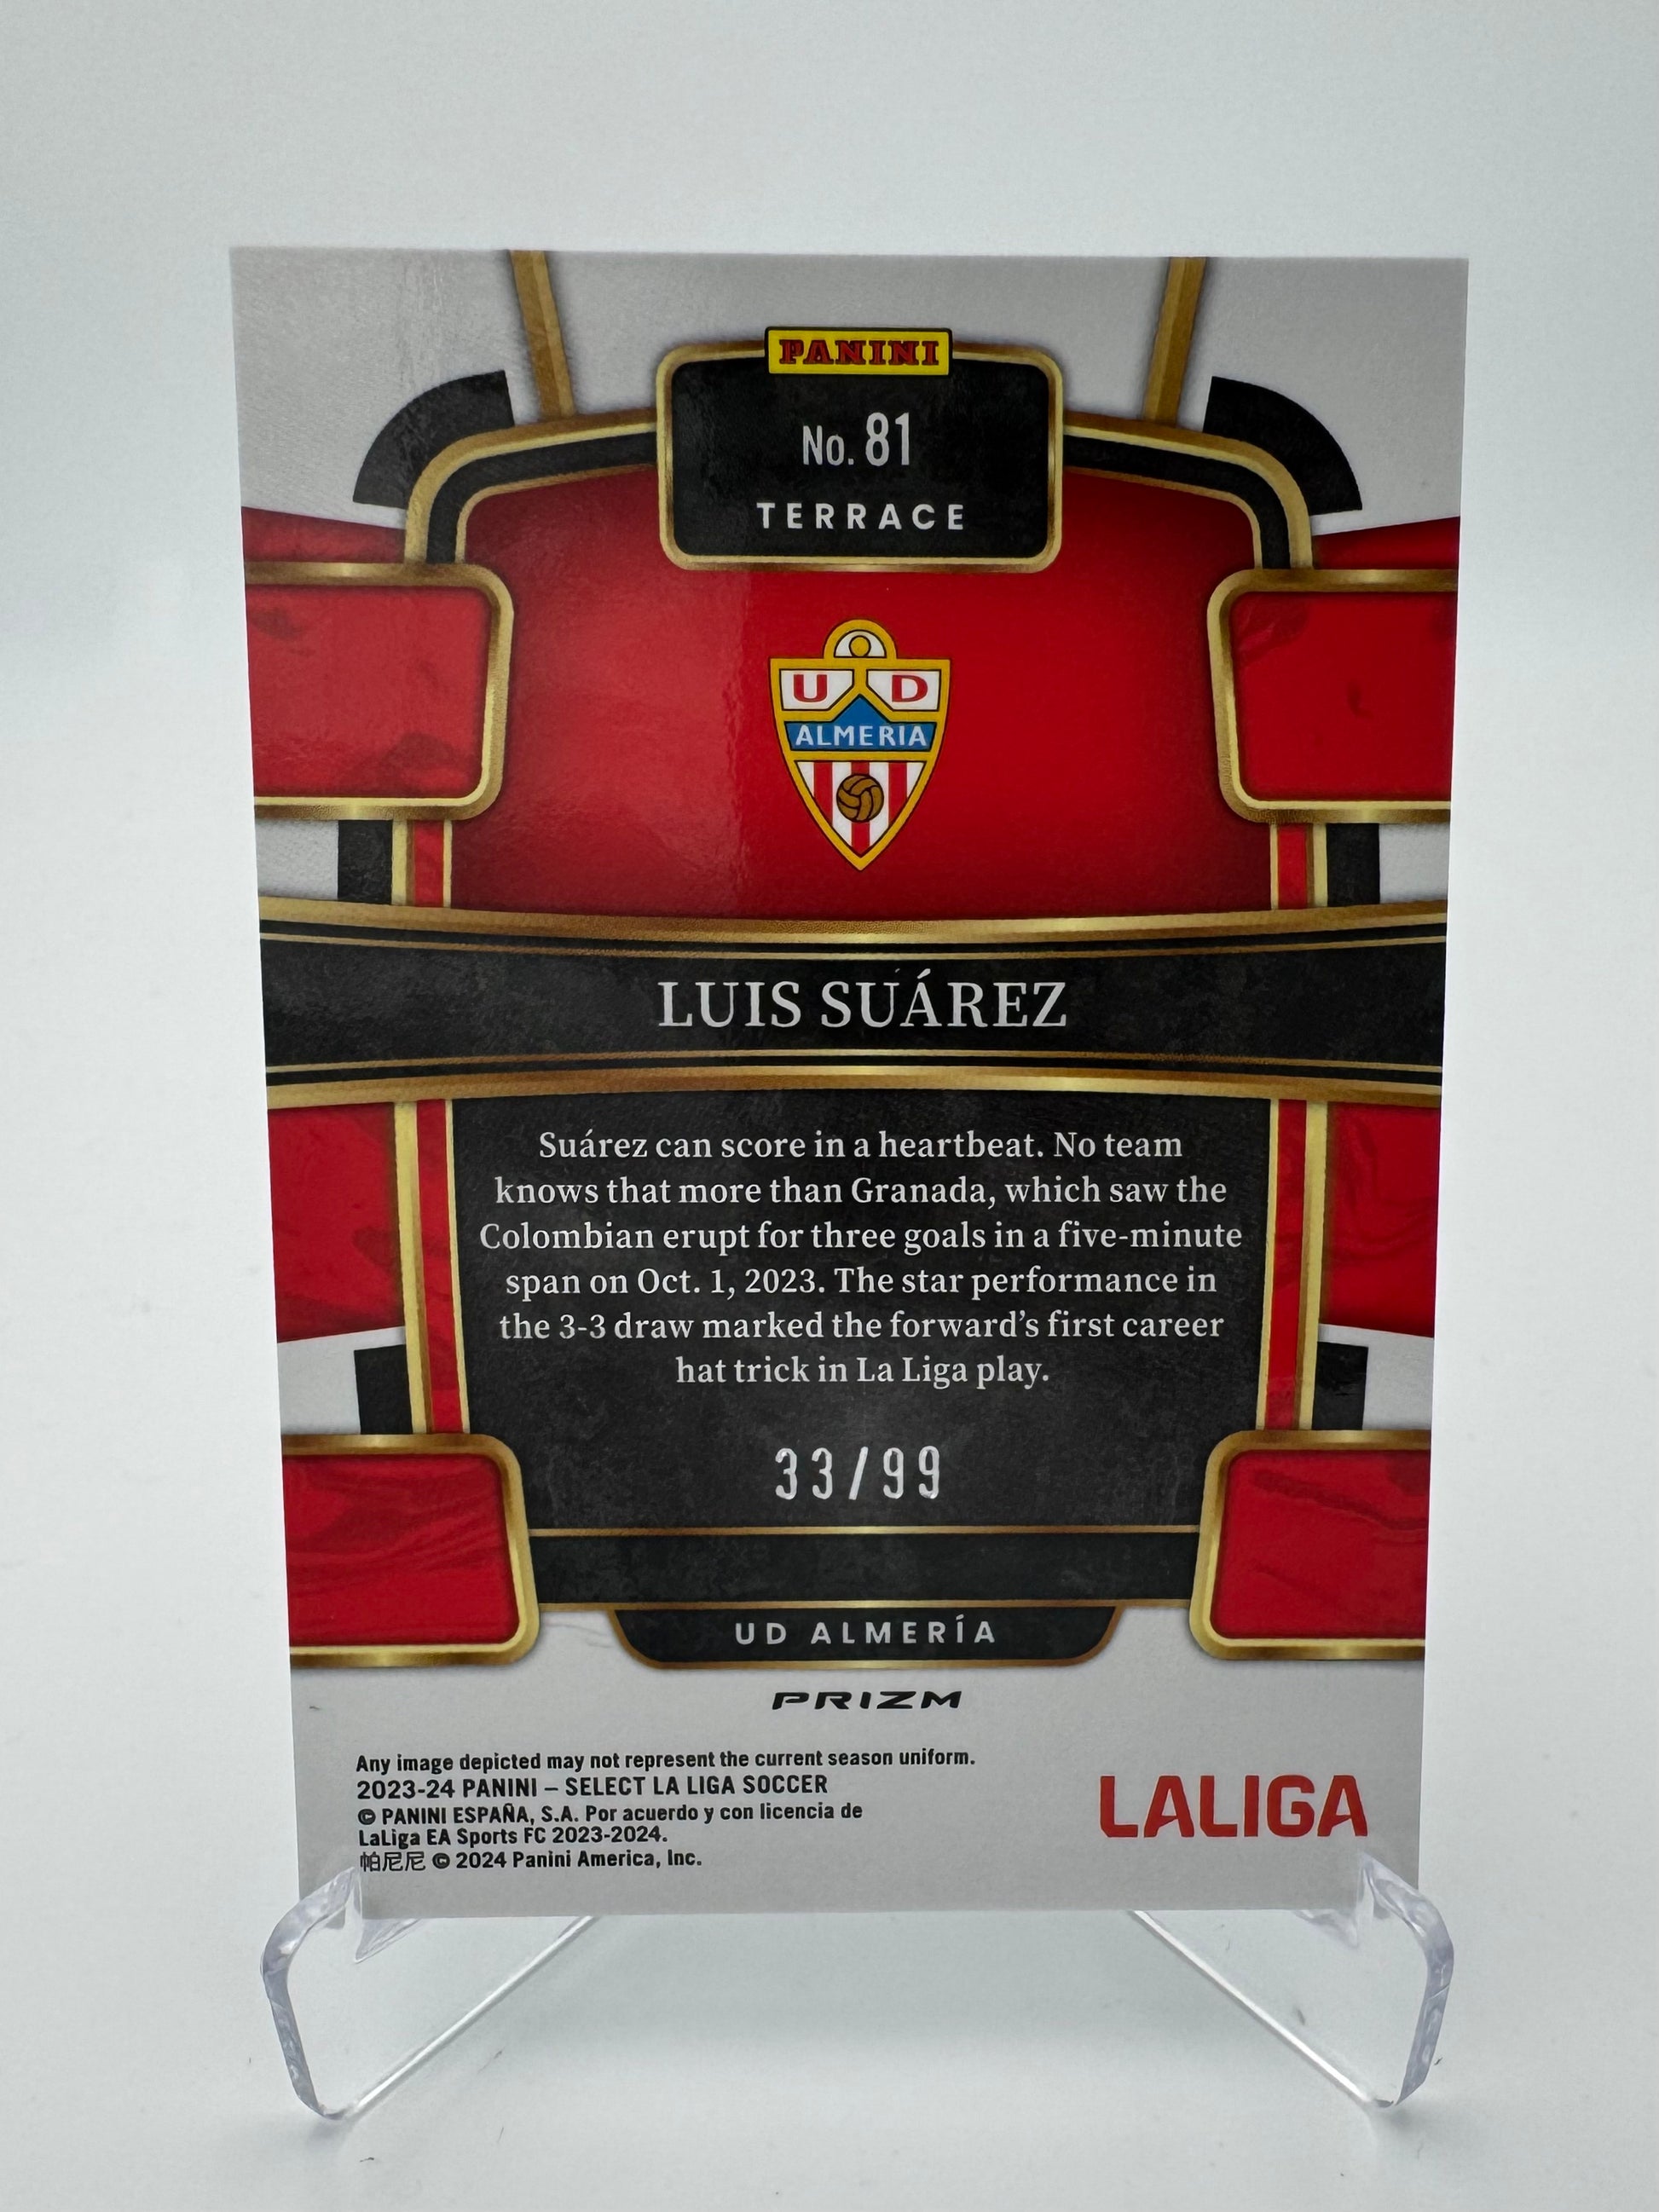 PANINI
No. 81
TERRACE
U D
ALMERIA
LUIS SUÁREZ
Suárez can score in a heartbeat. No team
knows that more than Granada, which saw the
Colombian erupt for three goals in a five-minute
span on Oct. 1, 2023. The star performance in
the 3-3 draw marked the forward’s first career
hat trick in La Liga play.
33/99
UD ALMERÍA
PRIZM
Any image depicted may not represent the current season uniform.
2023-24 PANINI – SELECT LA LIGA SOCCER
© PANINI ESPAÑA, S.A. Por acuerdo y con licencia de
LaLiga EA Sports FC 2023-2024.
帕尼尼 © 2024 Panini America, Inc.
LALIGA